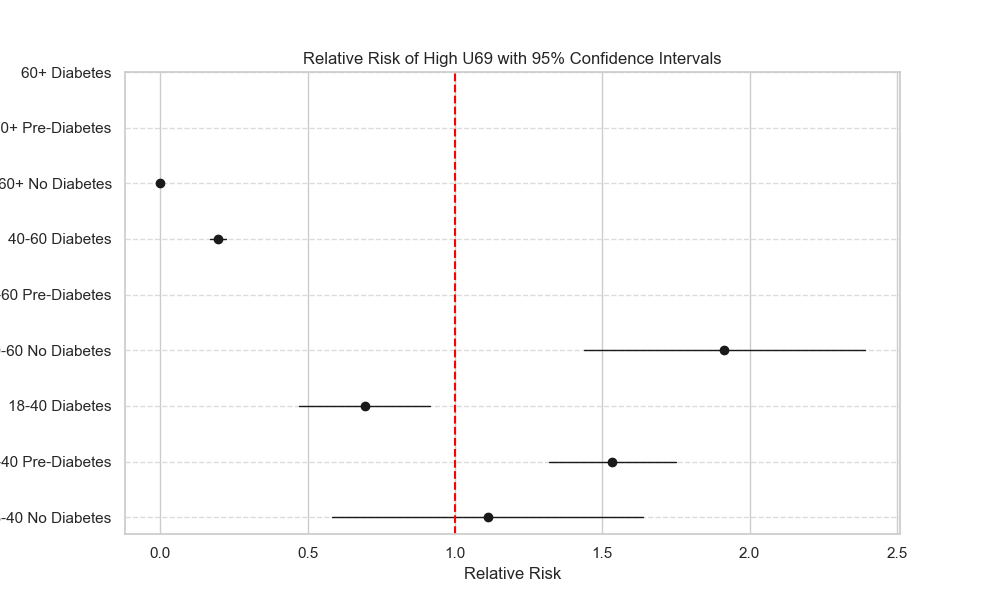 Relative Risk of High U69 with 95% Confidence Intervals
60+ Diabetes
0+ Pre-Diabetes
60+ No Diabetes
40-60 Diabetes
-60 Pre-Diabetes
-60 No Diabetes
18-40 Diabetes
-40 Pre-Diabetes
-40 No Diabetes
0.0 0.5 1.0 1.5 2.0 2.5
Relative Risk